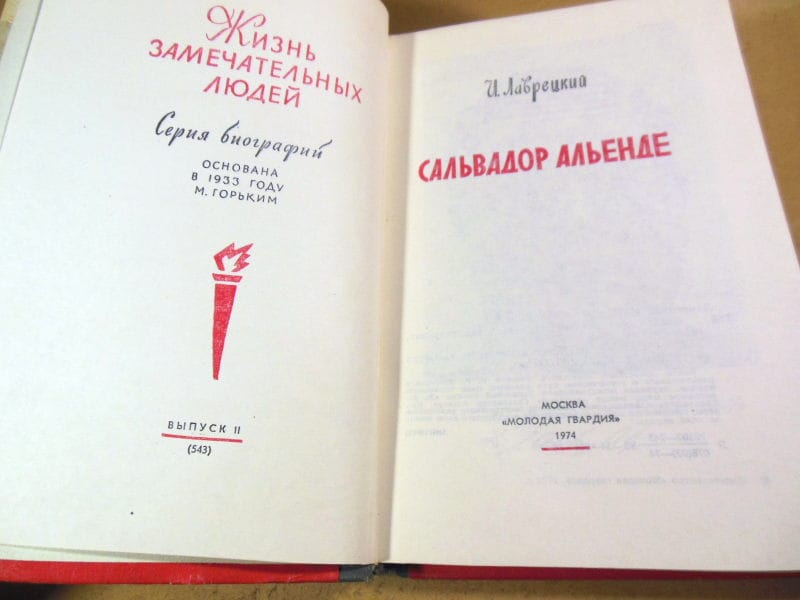 Жизнь
ЗАМЕЧАТЕЛЬНЫХ
ЛЮДЕЙ
Серия биографий
ОСНОВАНА
В 1933 ГОДУ
М. ГОРЬКИМ
ВЫПУСК 11
(543)
И. Лаврецкий
САЛЬВАДОР АЛЬЕНДЕ
МОСКВА
«МОЛОДАЯ ГВАРДИЯ»
1974